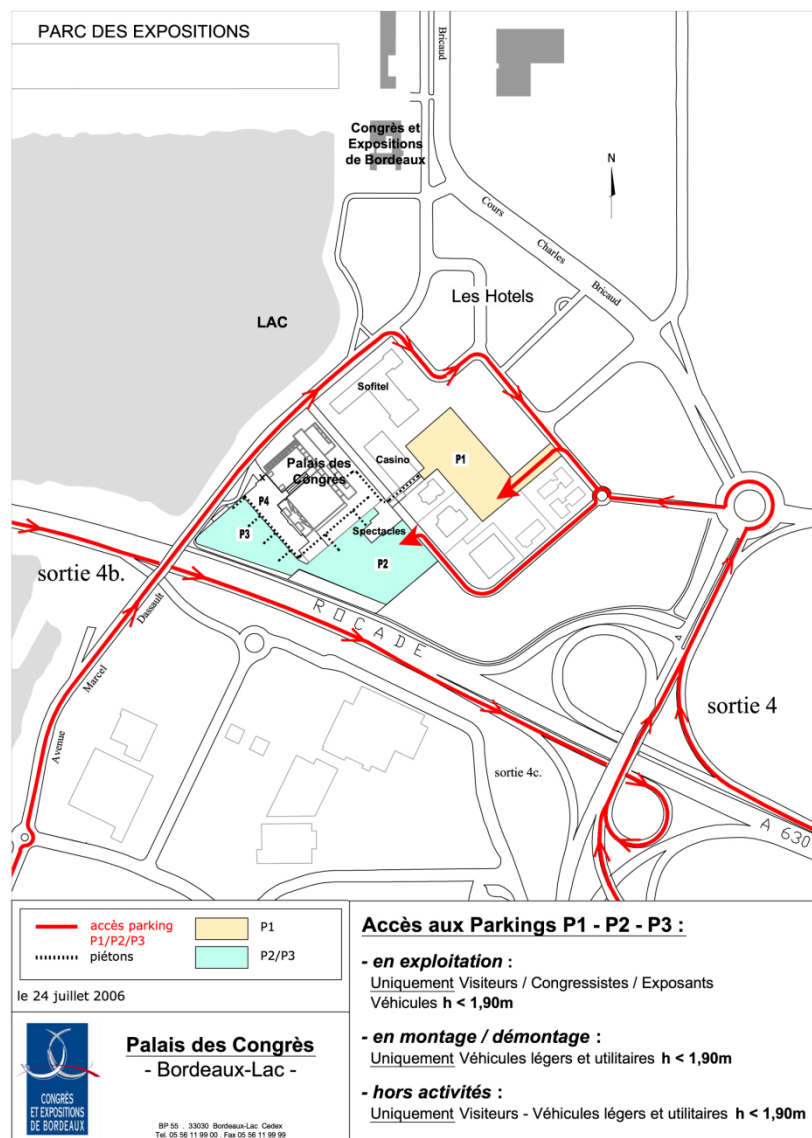 PARC DES EXPOSITIONS
Bricaud
Bricaud
Congrès et
Expositions
de Bordeaux
N
Cours
Charles
Bricaud
Les Hotels
LAC
Sofitel
Casino
P1
Palais des
Congrès
P4
P3
Spectacles
P2
sortie 4b.
ROCADE
Dassault
Marcel
Avenue
sortie 4
sortie 4c.
A 630
accès parking
P1/P2/P3
piétons
P1
P2/P3
le 24 juillet 2006
CONGRÈS
ET EXPOSITIONS
DE BORDEAUX
Palais des Congrès
- Bordeaux-Lac -
BP 55 . 33030 Bordeaux-Lac Cedex
Tel. 05 56 11 99 00 . Fax 05 56 11 99 99
Accès aux Parkings P1 - P2 - P3 :
- en exploitation :
Uniquement Visiteurs / Congressistes / Exposants
Véhicules h < 1,90m
- en montage / démontage :
Uniquement Véhicules légers et utilitaires h < 1,90m
- hors activités :
Uniquement Visiteurs - Véhicules légers et utilitaires h < 1,90m